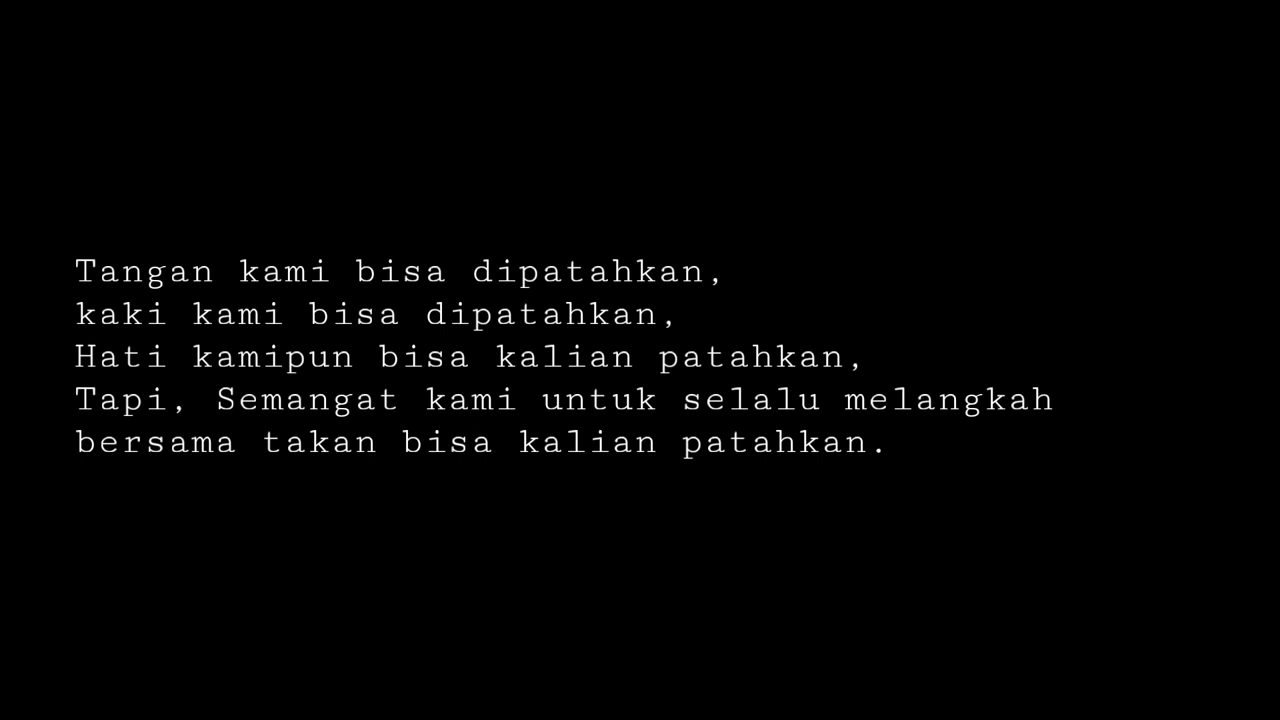 Tangan kami bisa dipatahkan,
kaki kami bisa dipatahkan,
Hati kamipun bisa kalian patahkan,
Tapi, Semangat kami untuk selalu melangkah
bersama takan bisa kalian patahkan.